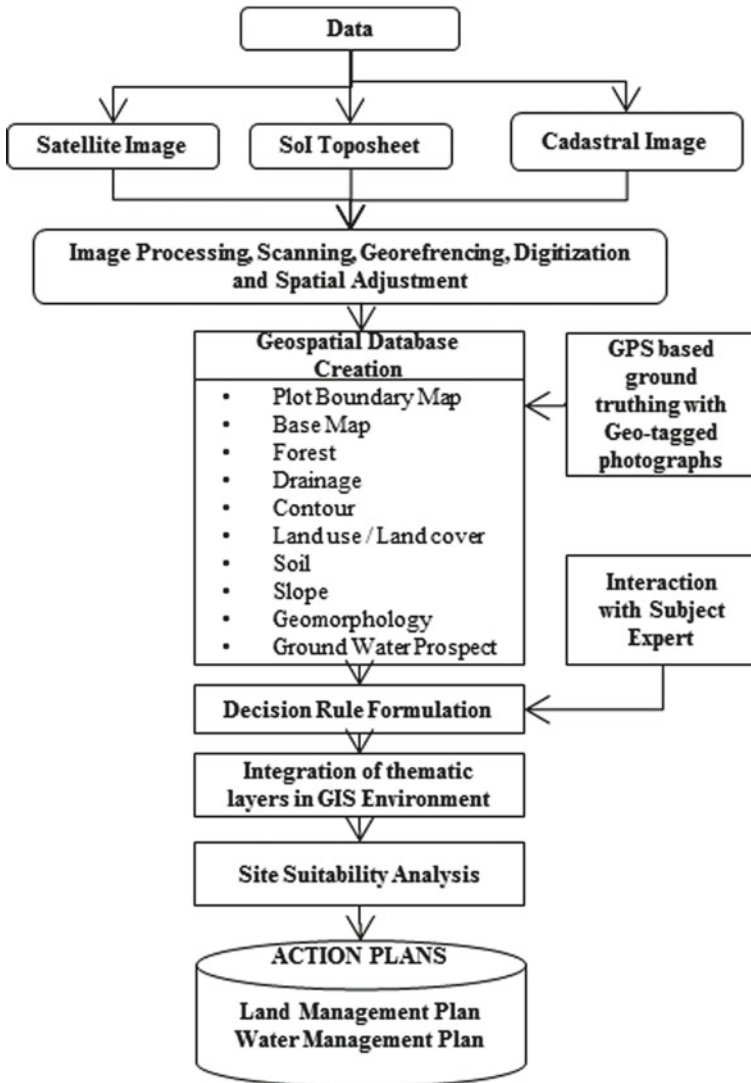 Data
Satellite Image
SoI Toposheet
Cadastral Image
Image Processing, Scanning, Georefrencing, Digitization
and Spatial Adjustment
Geospatial Database
Creation
• Plot Boundary Map
• Base Map
• Forest
• Drainage
• Contour
• Land use / Land cover
• Soil
• Slope
• Geomorphology
• Ground Water Prospect
GPS based
ground
truthing with
Geo-tagged
photographs
Interaction
with Subject
Expert
Decision Rule Formulation
Integration of thematic
layers in GIS Environment
Site Suitability Analysis
ACTION PLANS
Land Management Plan
Water Management Plan